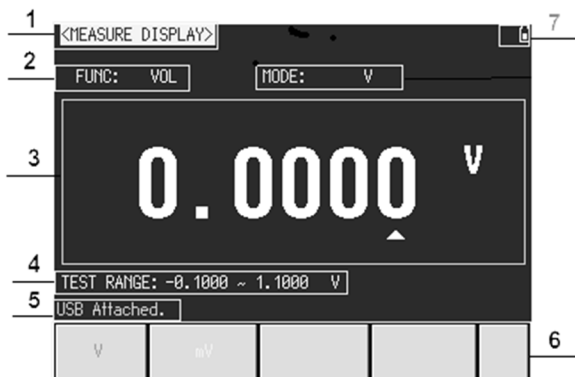 1
<MEASURE DISPLAY>
7
2
FUNC: VOL
MODE: V
3
0.0000 V
4
TEST RANGE: -0.1000 ~ 1.1000 V
5
USB Attached.
V
mV
6